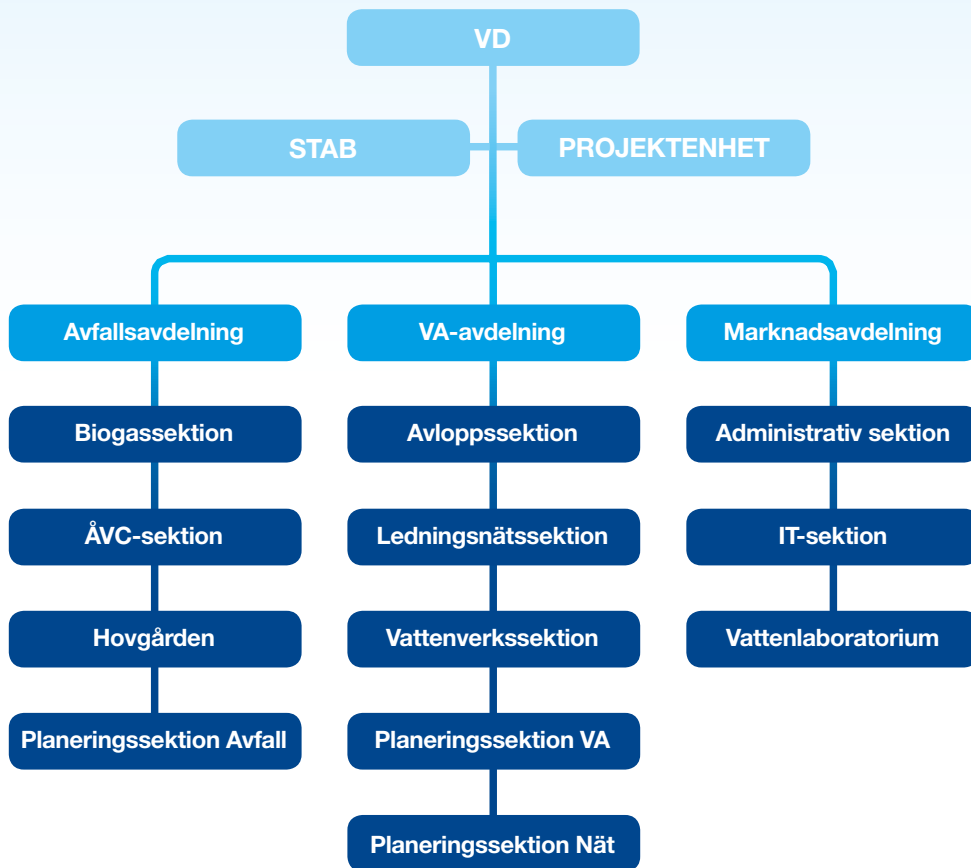 VD
STAB
PROJEKTENHET
Avfallsavdelning
VA-avdelning
Marknadsavdelning
Biogassektion
Avloppssektion
Administrativ sektion
ÅVC-sektion
Ledningsnätssektion
IT-sektion
Hovgården
Vattenverkssektion
Vattenlaboratorium
Planeringssektion Avfall
Planeringssektion VA
Planeringssektion Nät